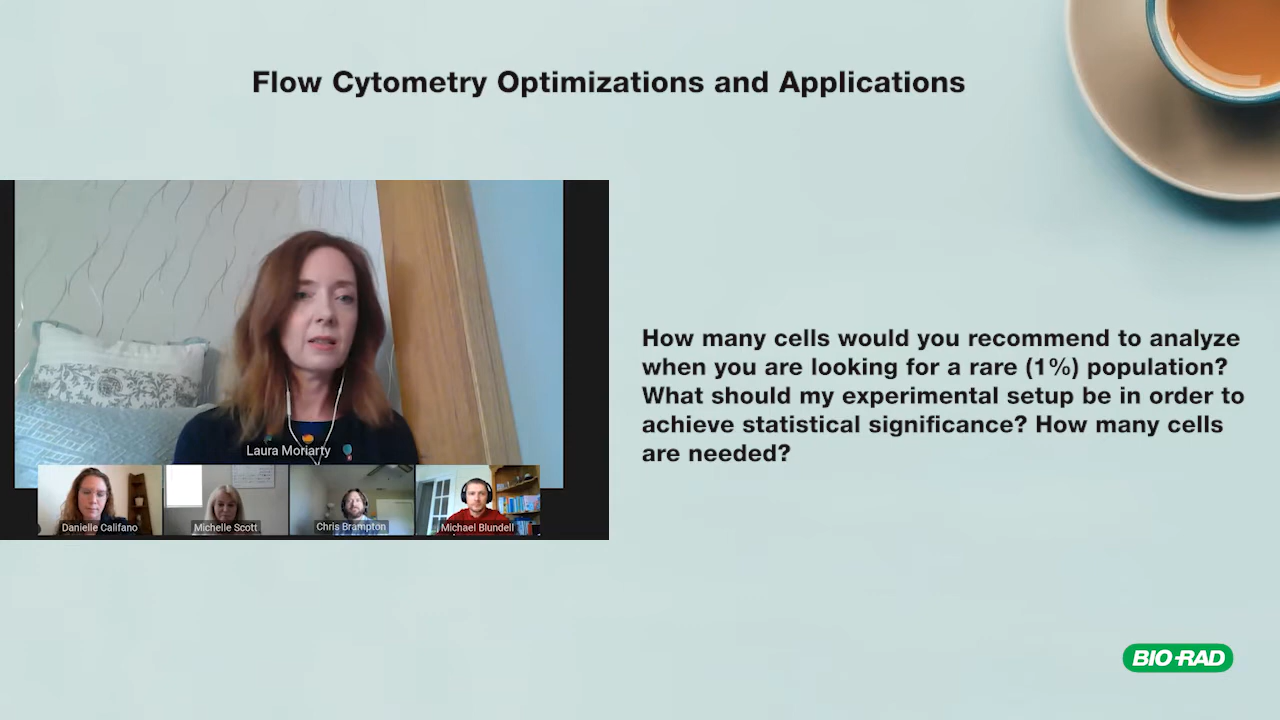 Flow Cytometry Optimizations and Applications
Laura Moriarty
Danielle Califano
Michelle Scott
Chris Brampton
Michael Blundell
How many cells would you recommend to analyze
when you are looking for a rare (1%) population?
What should my experimental setup be in order to
achieve statistical significance? How many cells
are needed?
BIO-RAD